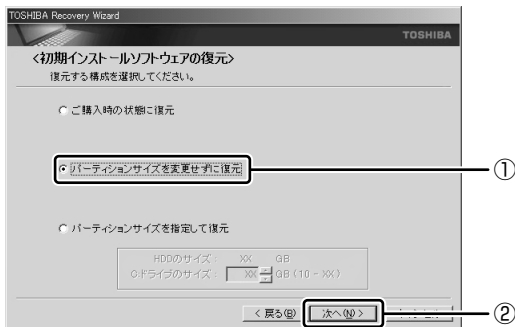 TOSHIBA Recovery Wizard
TOSHIBA
<初期インストールソフトウェアの復元>
復元する構成を選択してください。
ご購入時の状態に復元
パーティションサイズを変更せずに復元
①
パーティションサイズを指定して復元
HDDのサイズ： XX GB
C:ドライブのサイズ： XX GB (10 - XX)
< 戻る(B) 次へ(N) >
②